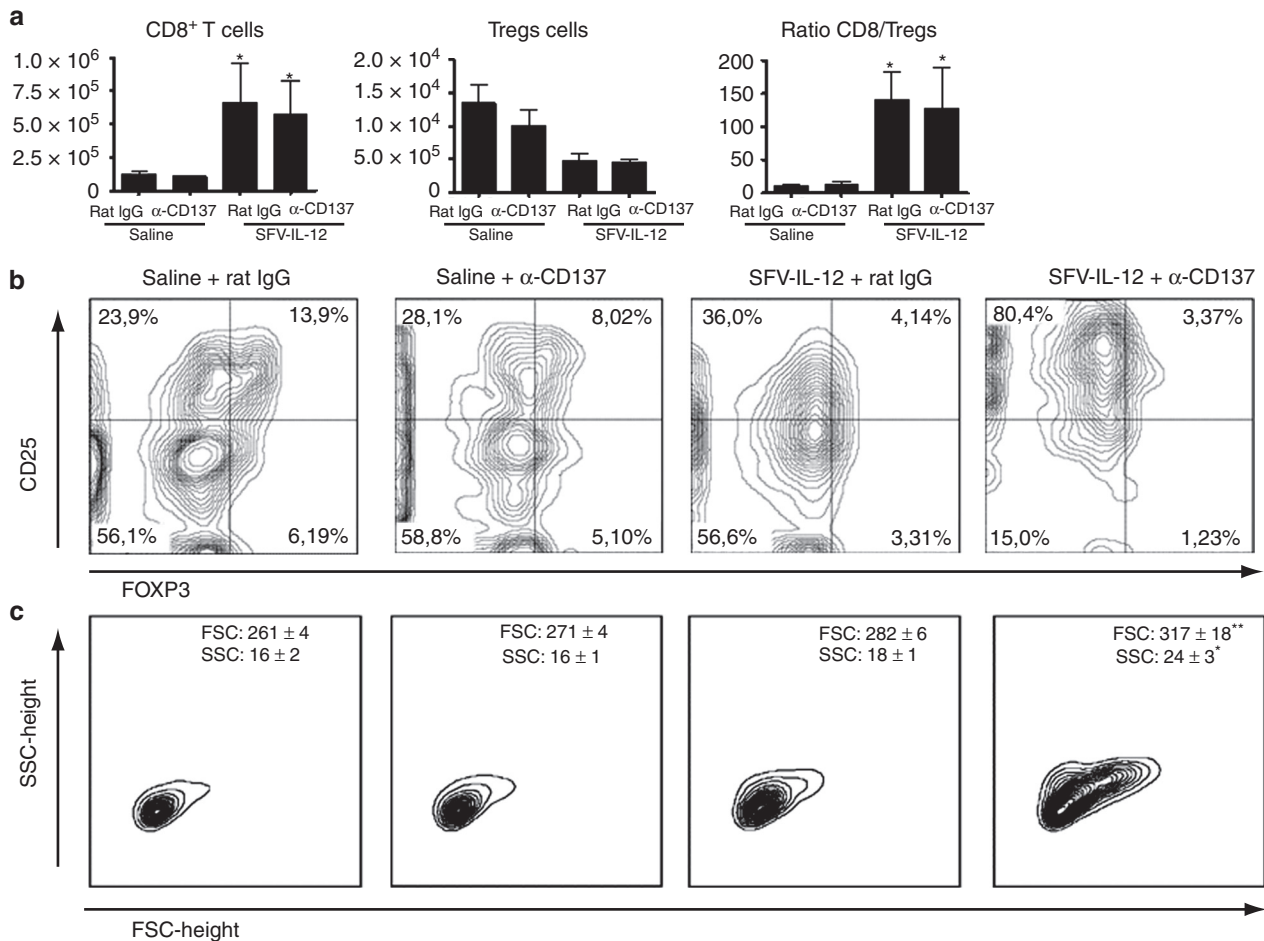 a
CD8+ T cells
1.0 × 10^6
7.5 × 10^5
5.0 × 10^5
2.5 × 10^5
0
*
*
Rat IgG α-CD137 Rat IgG α-CD137
Saline SFV-IL-12
Tregs cells
2.0 × 10^4
1.5 × 10^4
1.0 × 10^4
5.0 × 10^5
0
Rat IgG α-CD137 Rat IgG α-CD137
Saline SFV-IL-12
Ratio CD8/Tregs
200
150
100
50
0
*
*
Rat IgG α-CD137 Rat IgG α-CD137
Saline SFV-IL-12
b
Saline + rat IgG
23,9% 13,9%
56,1% 6,19%
Saline + α-CD137
28,1% 8,02%
58,8% 5,10%
SFV-IL-12 + rat IgG
36,0% 4,14%
56,6% 3,31%
SFV-IL-12 + α-CD137
80,4% 3,37%
15,0% 1,23%
CD25
FOXP3
c
FSC: 261 ± 4
SSC: 16 ± 2
FSC: 271 ± 4
SSC: 16 ± 1
FSC: 282 ± 6
SSC: 18 ± 1
FSC: 317 ± 18**
SSC: 24 ± 3*
SSC-height
FSC-height